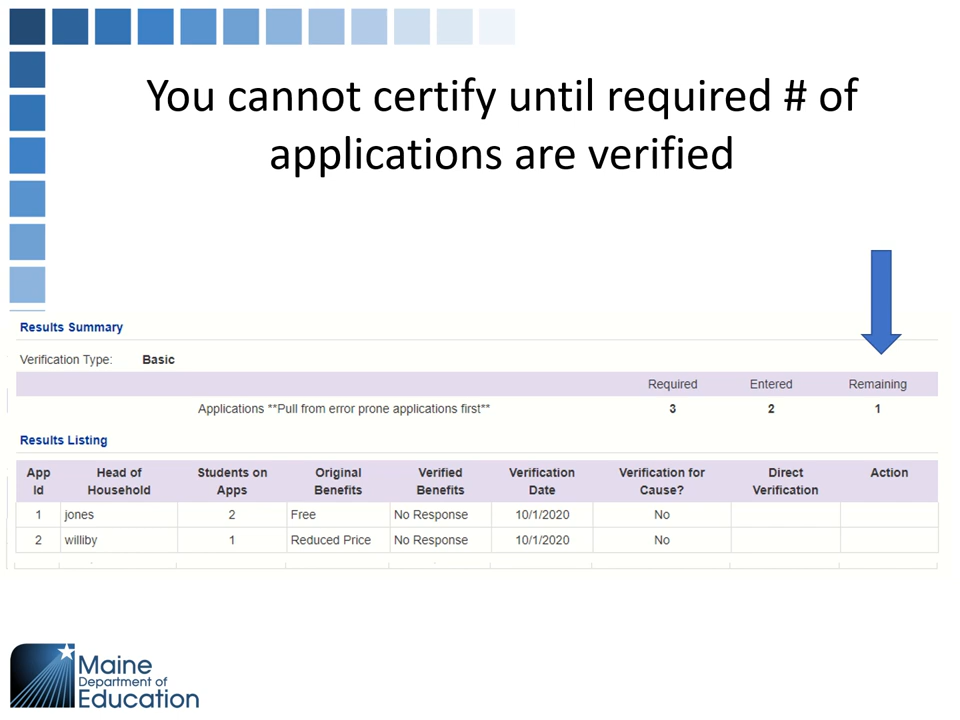 You cannot certify until required # of
applications are verified
Results Summary
Verification Type: Basic
Required Entered Remaining
Applications **Pull from error prone applications first** 3 2 1
Results Listing
App Id Head of Household Students on Apps Original Benefits Verified Benefits Verification Date Verification for Cause? Direct Verification Action
1 jones 2 Free No Response 10/1/2020 No
2 williby 1 Reduced Price No Response 10/1/2020 No
Maine
Department of
Education